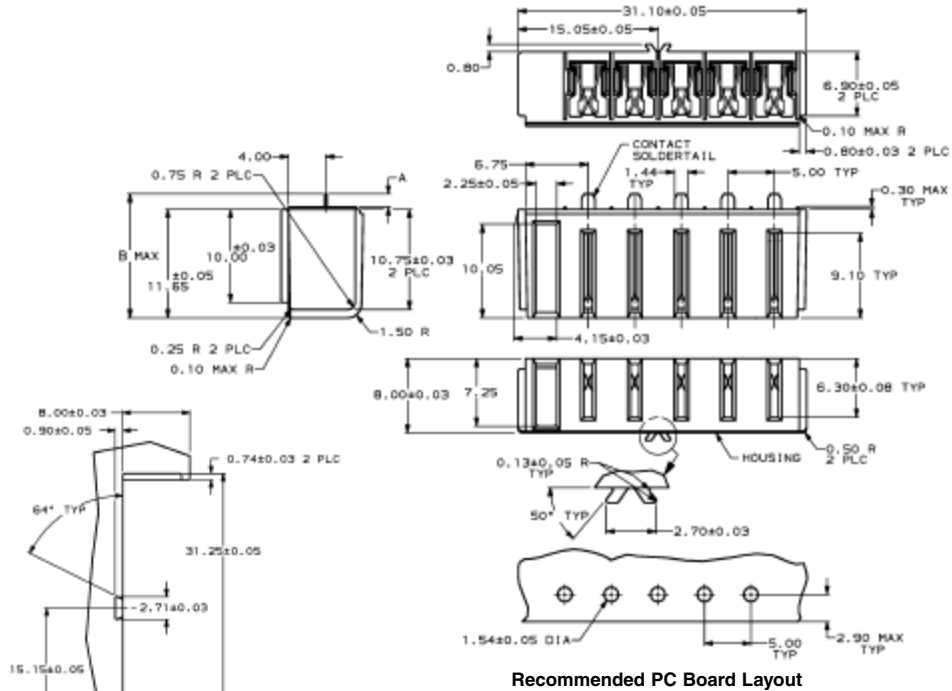 31.10±0.05
15.05±0.05
0.80
6.90±0.05
2 PLC
0.10 MAX R
0.80±0.03 2 PLC
4.00
0.75 R 2 PLC
A
B MAX
±0.03
10.00
±0.05
11.65
10.75±0.03
2 PLC
0.25 R 2 PLC
0.10 MAX R
1.50 R
CONTACT
SOLDERTAIL
6.75
2.25±0.05
1.44
TYP
5.00 TYP
0.30 MAX
TYP
10.05
9.10 TYP
4.15±0.03
8.00±0.03
7.25
6.30±0.08 TYP
0.50 R
2 PLC
HOUSING
0.13±0.05 R
TYP
50° TYP
2.70±0.03
8.00±0.03
0.90±0.05
0.74±0.03 2 PLC
64° TYP
31.25±0.05
2.71±0.03
15.15±0.05
1.54±0.05 DIA
5.00
TYP
2.90 MAX
TYP
Recommended PC Board Layout